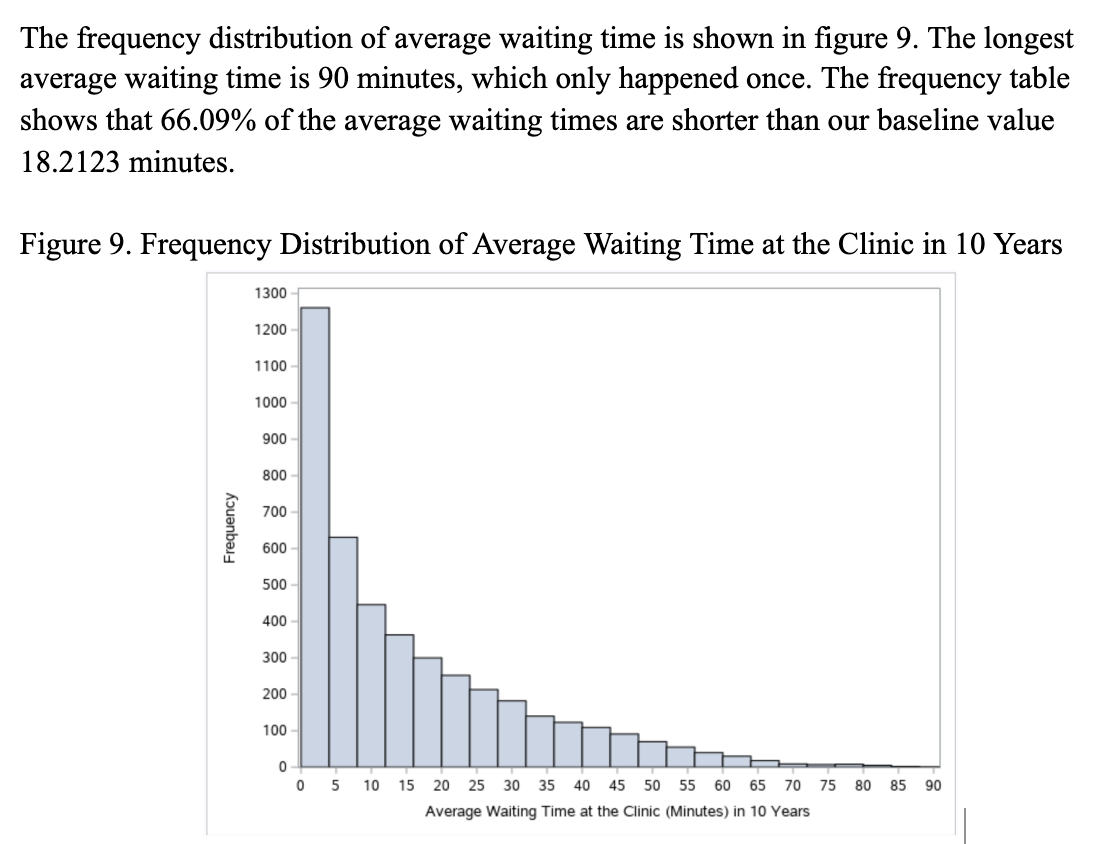 The frequency distribution of average waiting time is shown in figure 9. The longest
average waiting time is 90 minutes, which only happened once. The frequency table
shows that 66.09% of the average waiting times are shorter than our baseline value
18.2123 minutes.
Figure 9. Frequency Distribution of Average Waiting Time at the Clinic in 10 Years
1300
1200
1100
1000
900
800
700
600
500
400
300
200
100
0
Frequency
0 5 10 15 20 25 30 35 40 45 50 55 60 65 70 75 80 85 90
Average Waiting Time at the Clinic (Minutes) in 10 Years